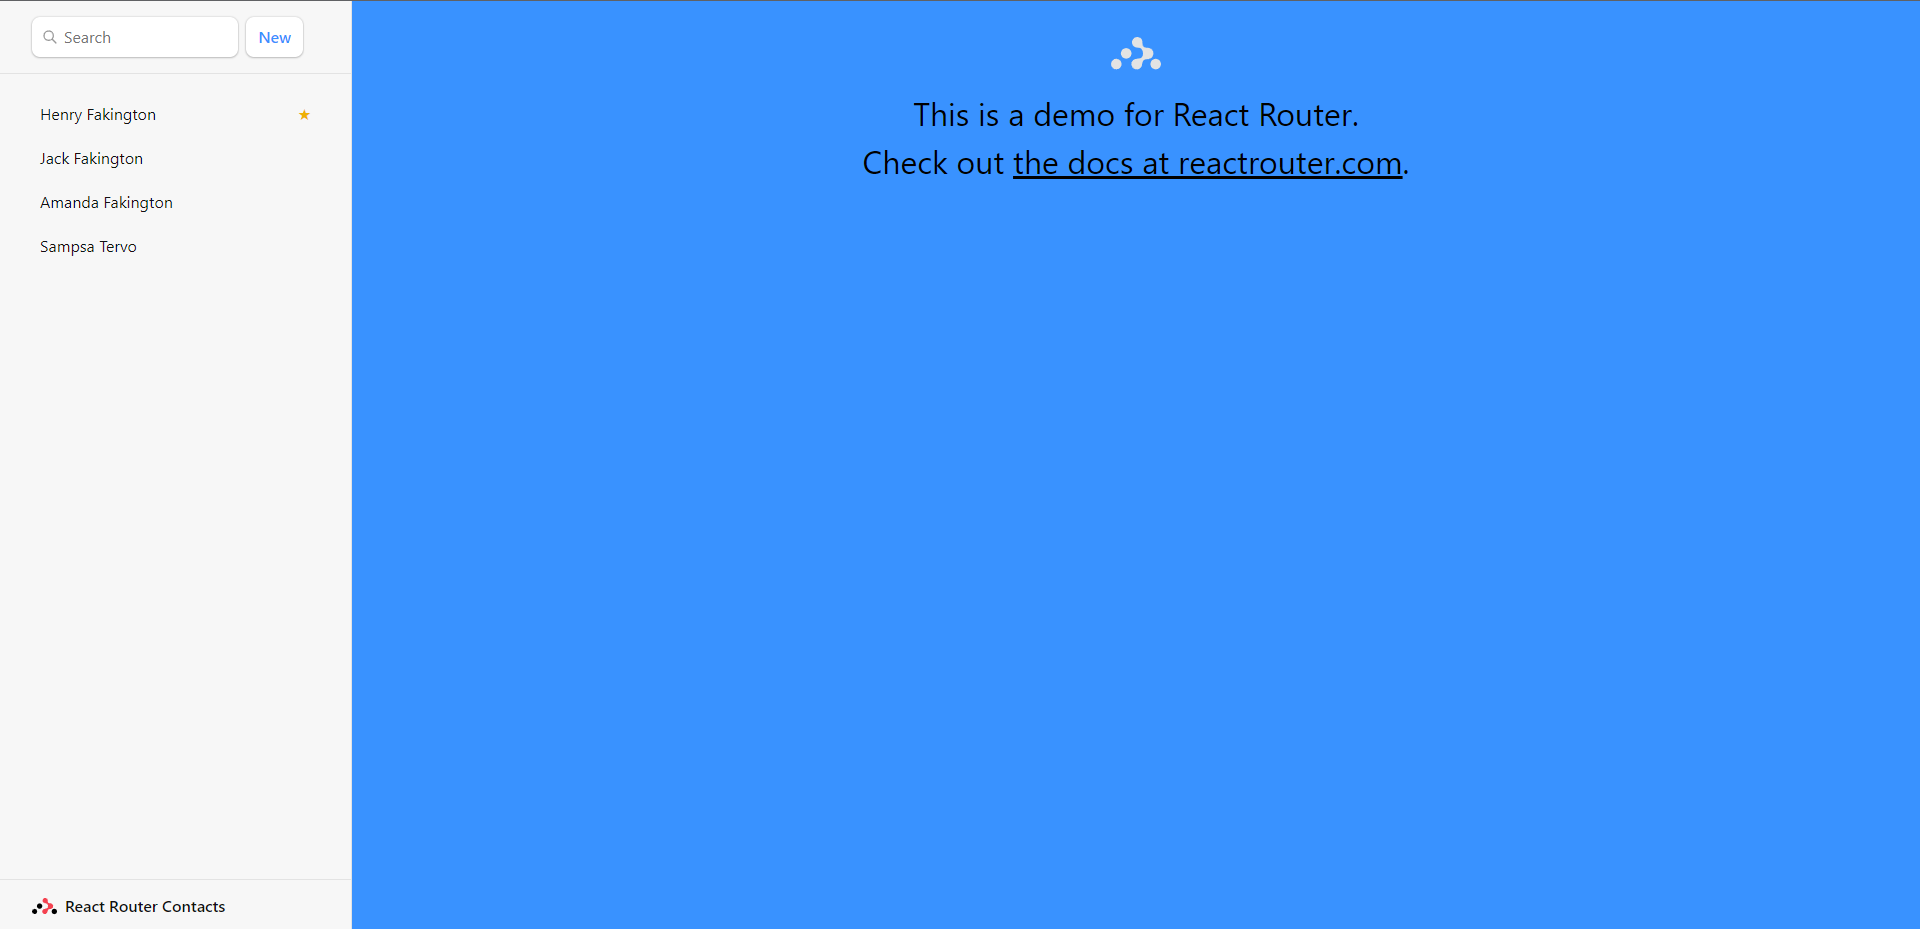 Search
New
Henry Fakington ★
Jack Fakington
Amanda Fakington
Sampsa Tervo
React Router Contacts
This is a demo for React Router.
Check out the docs at reactrouter.com.